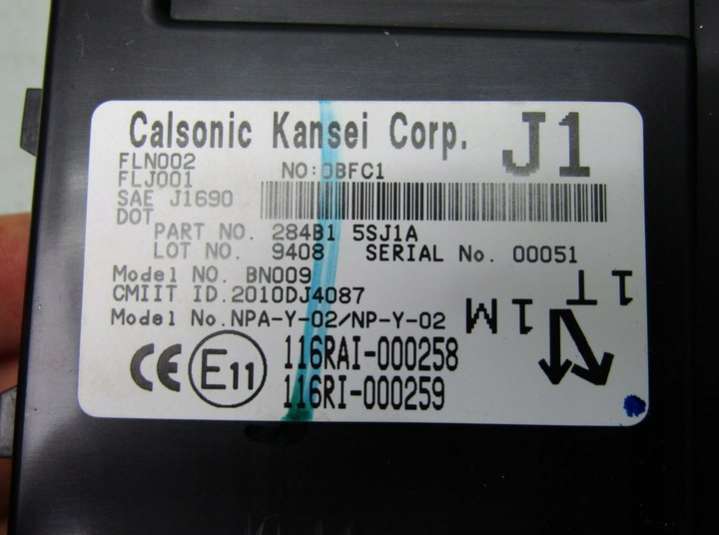 Calsonic Kansei Corp. J1
FLN002
FLJ001
NO:0BFC1
SAE J1690
DOT
PART NO. 284B1 5SJ1A
LOT NO. 9408 SERIAL No. 00051
Model NO. BN009
CMIIT ID.2010DJ4087
Model No.NPA-Y-02/NP-Y-02
1M
1T
CE E11 116RAI-000258
116RI-000259